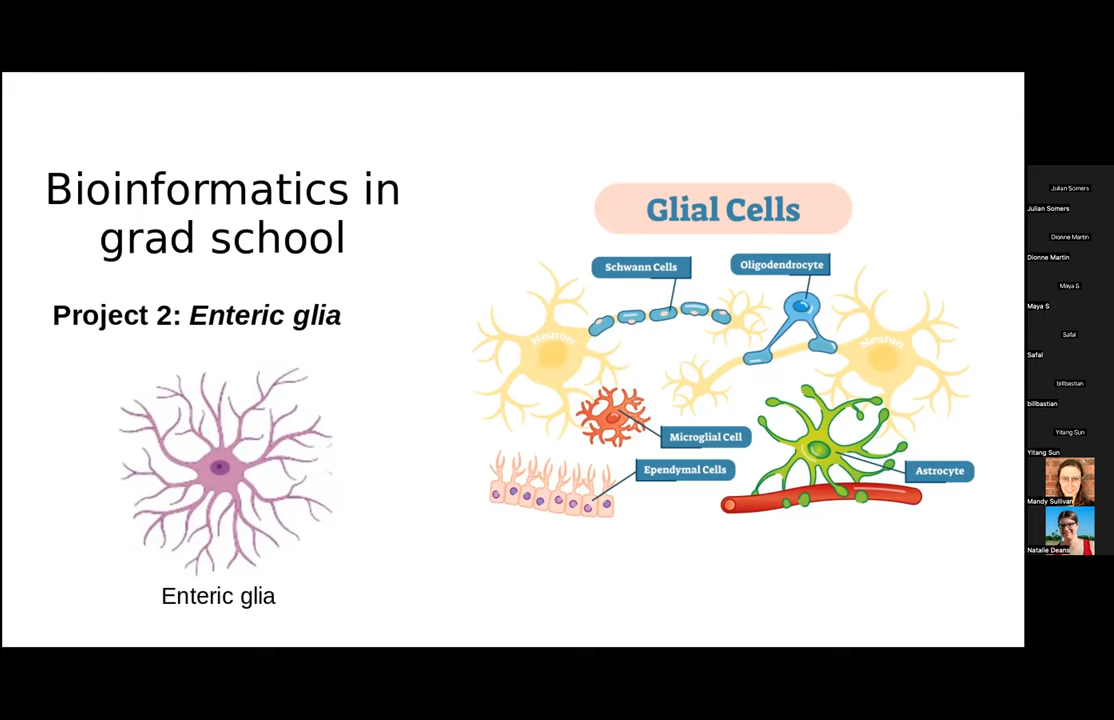 Bioinformatics in
grad school
Project 2: Enteric glia
Enteric glia
Glial Cells
Schwann Cells
Oligodendrocyte
Neuron
Neuron
Microglial Cell
Ependymal Cells
Astrocyte
Julian Somers
Julian Somers
Dionne Martin
Dionne Martin
Maya S
Maya S
Safal
Safal
billbastian
billbastian
Yitang Sun
Yitang Sun
Mandy Sullivan
Natalie Deans